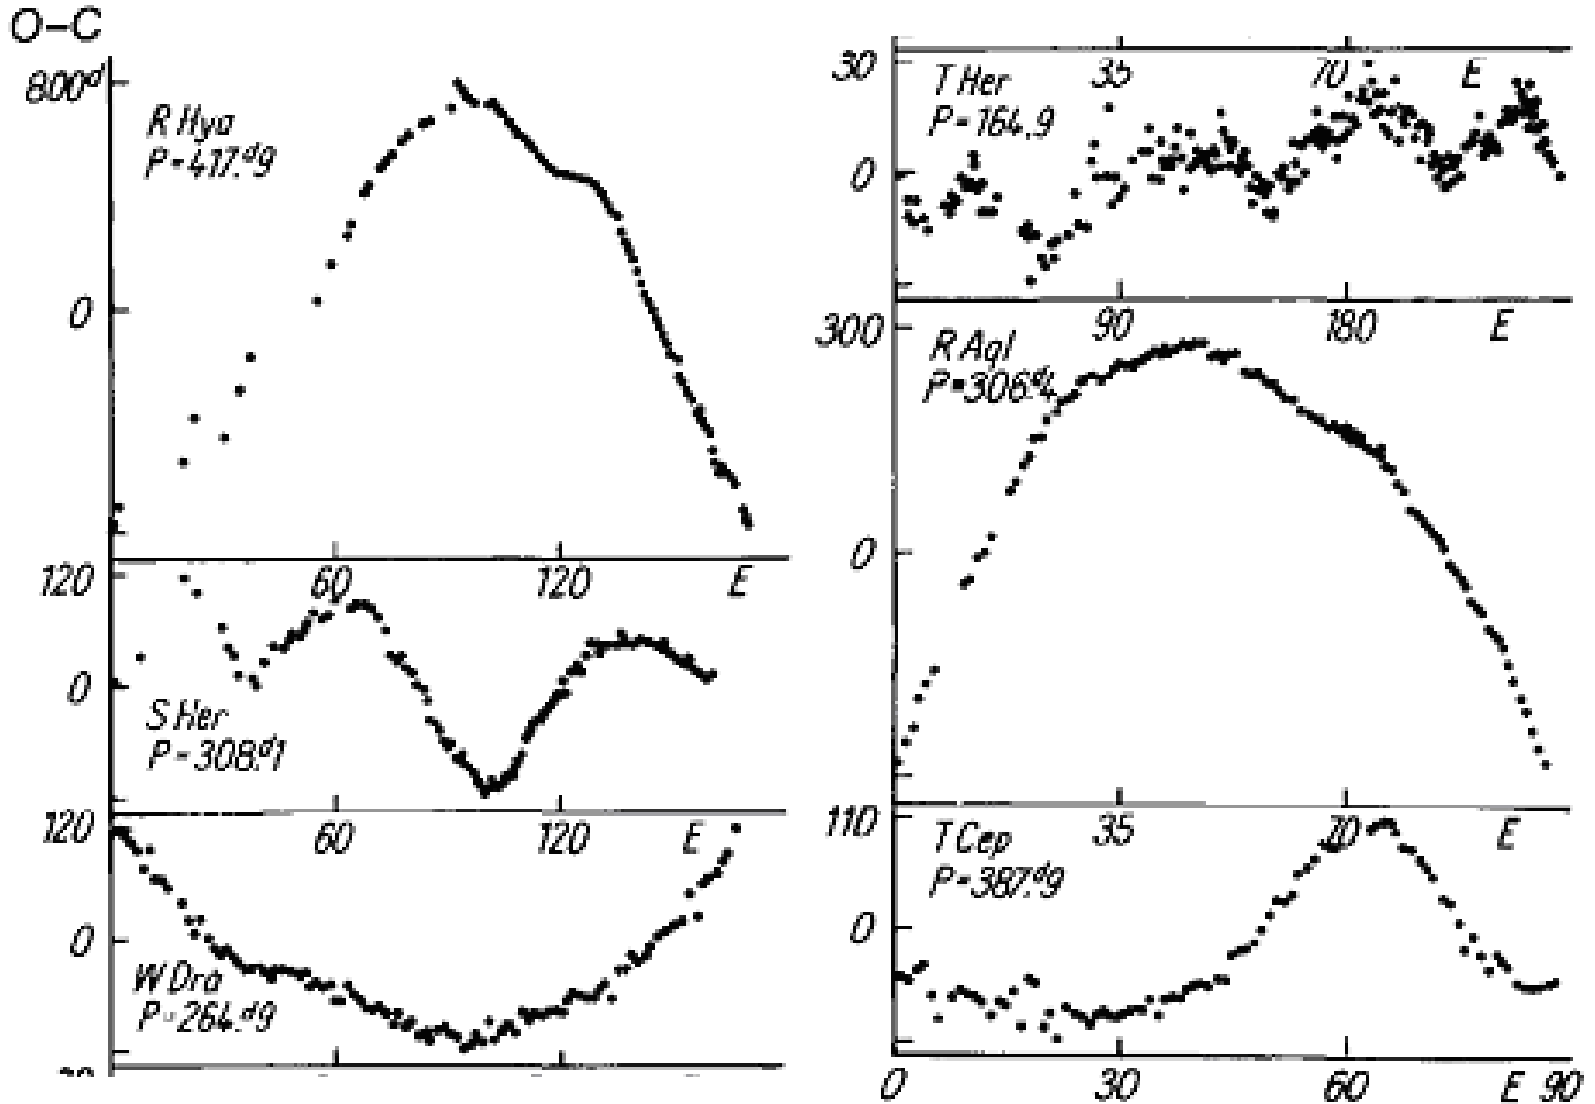 O-C
800ᵈ
R Hya
P=417.ᵈ9
0
60 120 E
120
0
S Her
P=308.ᵈ1
60 120 E
120
0
W Dra
P=264.ᵈ9
30
T Her
P=164.9
35 70 E
0
90 180 E
300
R Aql
P=306.ᵈ4
0
35 70 E
110
T Cep
P=387.ᵈ9
0
0 30 60 E 90